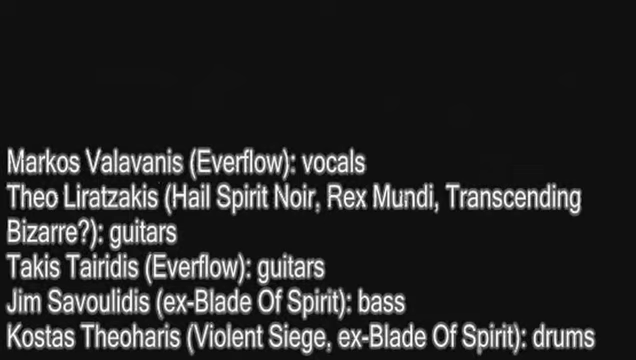 Markos Valavanis (Everflow): vocals
Theo Liratzakis (Hail Spirit Noir, Rex Mundi, Transcending
Bizarre?): guitars
Takis Tairidis (Everflow): guitars
Jim Savoulidis (ex-Blade Of Spirit): bass
Kostas Theoharis (Violent Siege, ex-Blade Of Spirit): drums